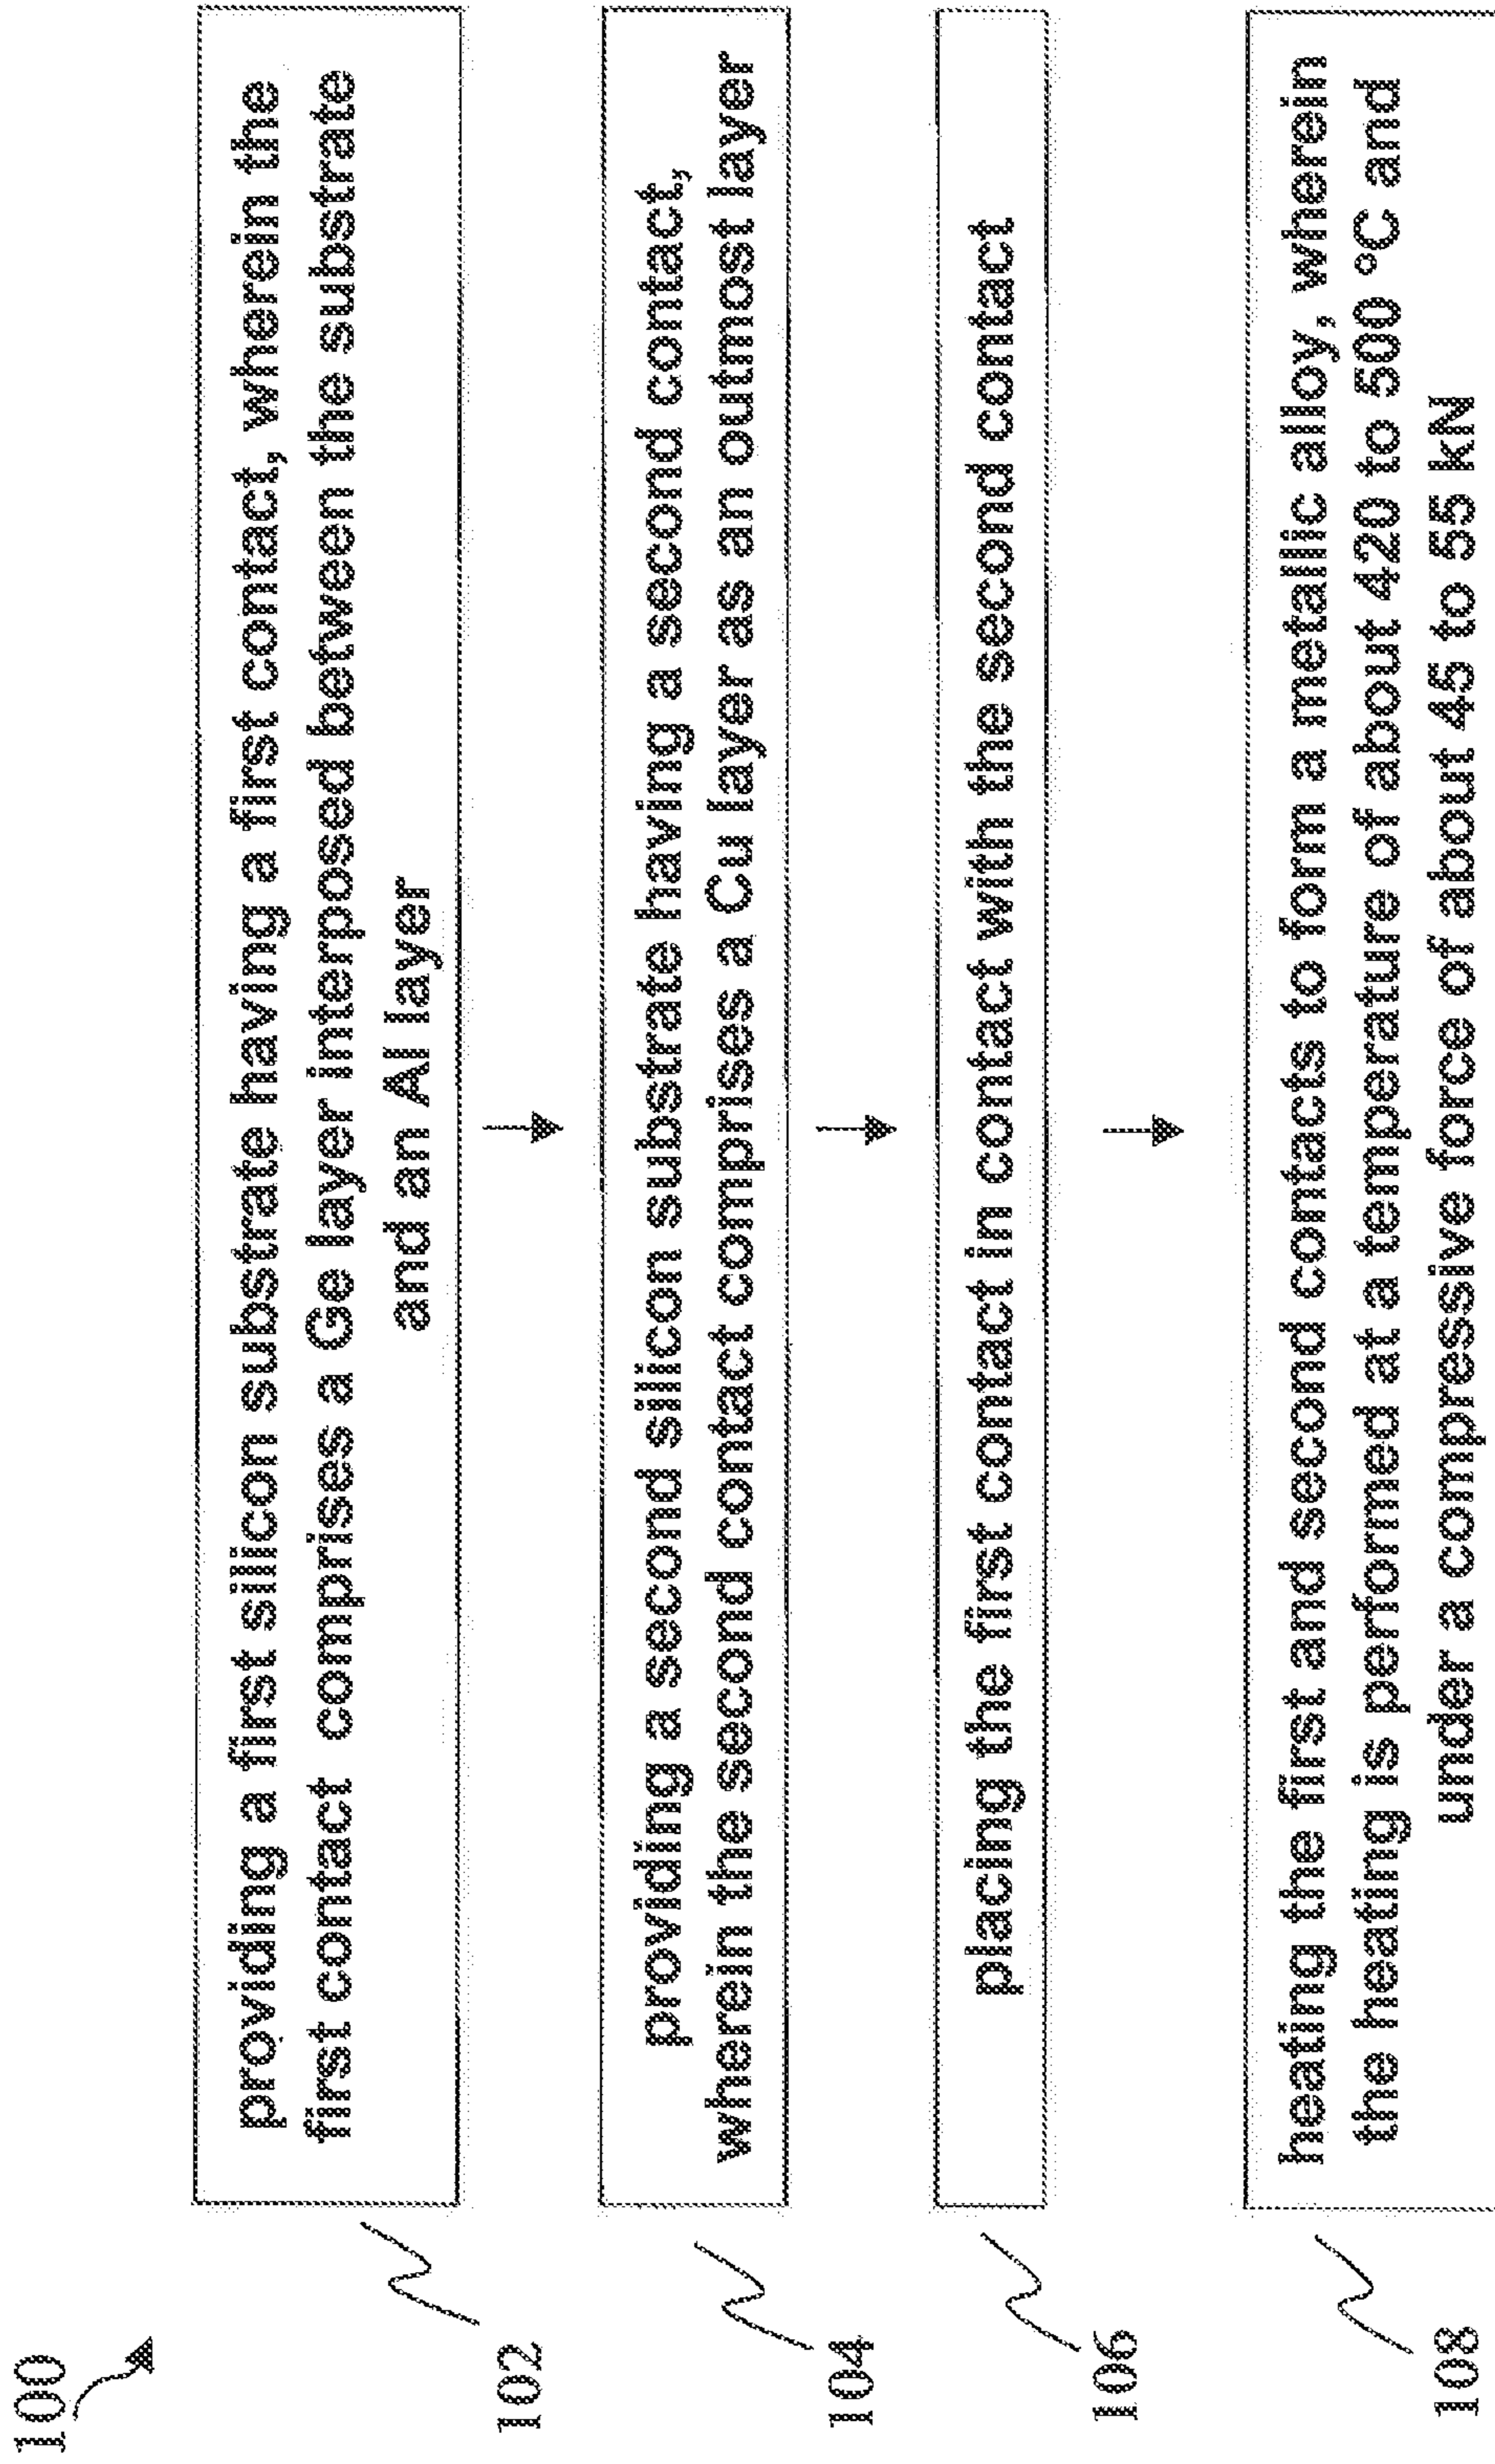 100
102
providing a first silicon substrate having a first contact, wherein the
first contact comprises a Ge layer interposed between the substrate
and an Al layer
104
providing a second silicon substrate having a second contact,
wherein the second contact comprises a Cu layer as an outmost layer
106
placing the first contact in contact with the second contact
108
heating the first and second contacts to form a metallic alloy, wherein
the heating is performed at a temperature of about 420 to 500 °C and
under a compressive force of about 45 to 55 kN